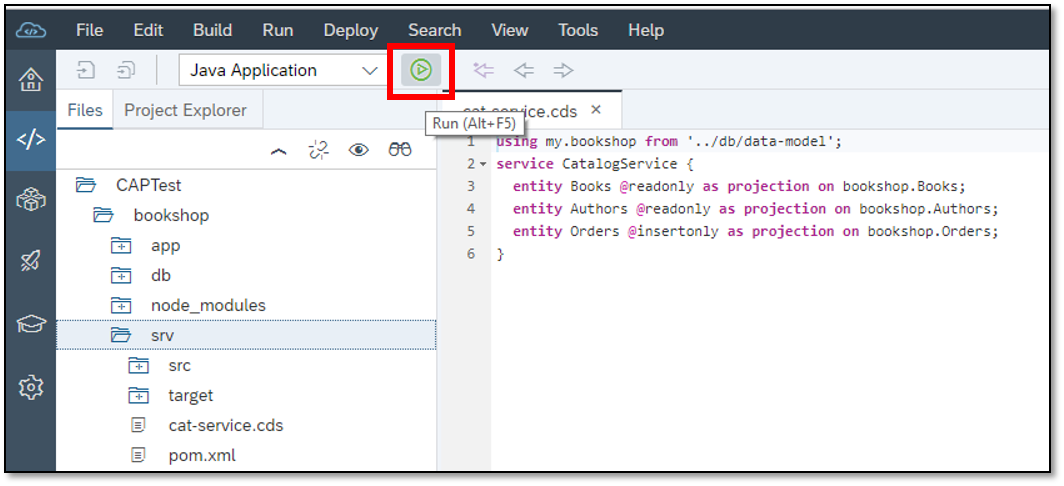 File Edit Build Run Deploy Search View Tools Help
Java Application
Files Project Explorer
cat-service.cds ×
Run (Alt+F5)
CAPTest
bookshop
app
db
node_modules
srv
src
target
cat-service.cds
pom.xml
1 using my.bookshop from '../db/data-model';
2 service CatalogService {
3 entity Books @readonly as projection on bookshop.Books;
4 entity Authors @readonly as projection on bookshop.Authors;
5 entity Orders @insertonly as projection on bookshop.Orders;
6 }